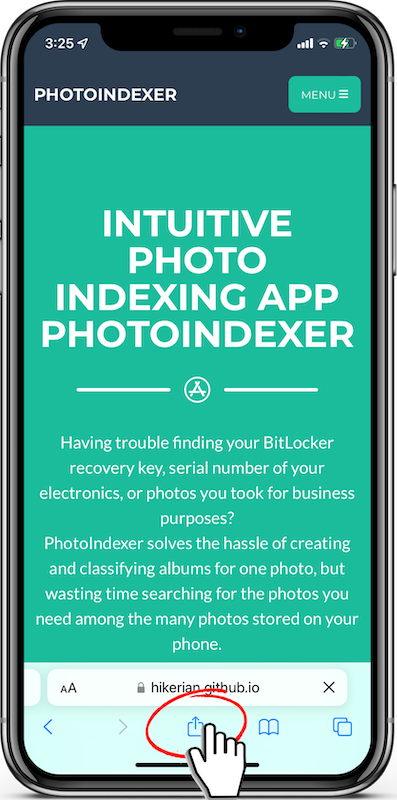 3:25
PHOTOINDEXER
MENU
INTUITIVE
PHOTO
INDEXING APP
PHOTOINDEXER
Having trouble finding your BitLocker
recovery key, serial number of your
electronics, or photos you took for business
purposes?
PhotoIndexer solves the hassle of creating
and classifying albums for one photo, but
wasting time searching for the photos you
need among the many photos stored on your
phone.
AA
hikerian.github.io